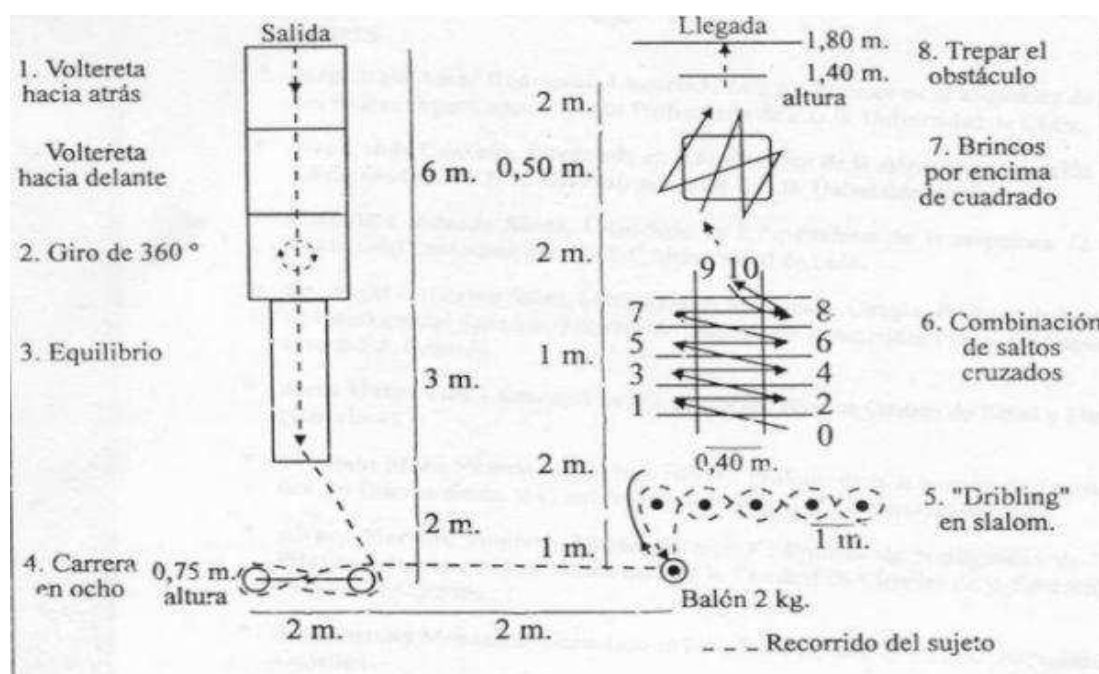 Salida
1. Voltereta
hacia atrás
Voltereta
hacia delante
2. Giro de 360 º
3. Equilibrio
4. Carrera
en ocho
0,75 m.
altura
6 m.
3 m.
2 m.
2 m.
2 m.
Llegada
1,80 m.
1,40 m.
altura
8. Trepar el
obstáculo
2 m.
0,50 m.
7. Brincos
por encima
de cuadrado
2 m.
9 10
7 8
5 6
3 4
1 2
0
1 m.
6. Combinación
de saltos
cruzados
0,40 m.
2 m.
5. "Dribling"
en slalom.
1 m.
1 m.
Balón 2 kg.
Recorrido del sujeto